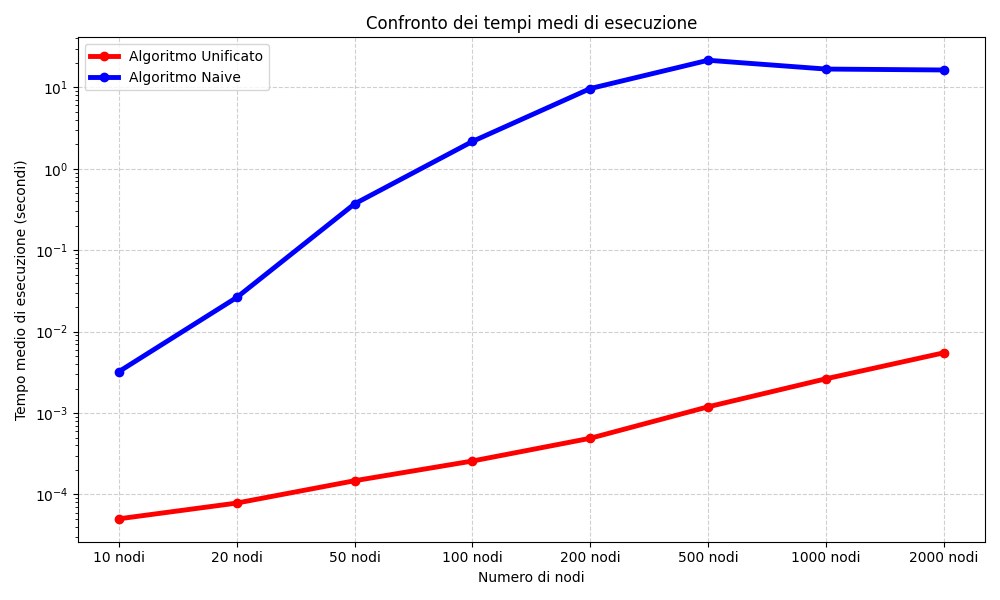 Confronto dei tempi medi di esecuzione
Algoritmo Unificato
Algoritmo Naive
Tempo medio di esecuzione (secondi)
10¹
10⁰
10⁻¹
10⁻²
10⁻³
10⁻⁴
10 nodi
20 nodi
50 nodi
100 nodi
200 nodi
500 nodi
1000 nodi
2000 nodi
Numero di nodi